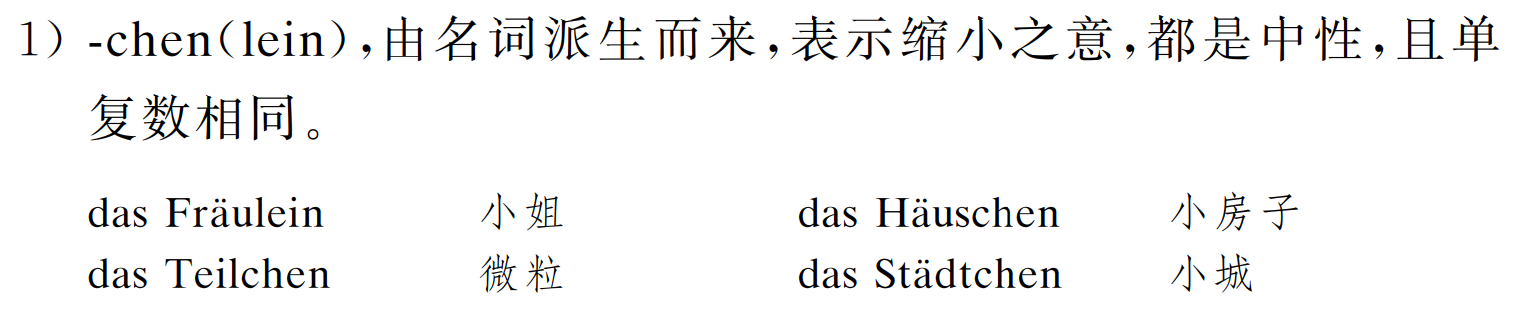 1) -chen(lein),由名词派生而来,表示缩小之意,都是中性,且单
复数相同。
das Fräulein 小姐 das Häuschen 小房子
das Teilchen 微粒 das Städtchen 小城